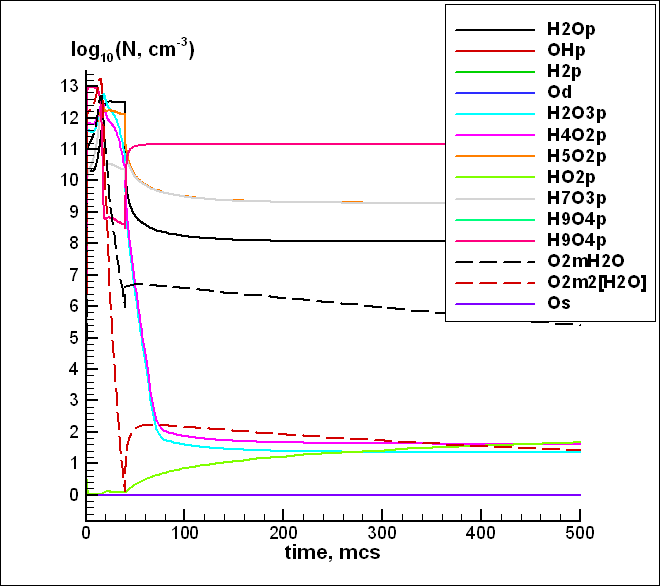 log10(N, cm-3)
H2Op
OHp
H2p
Od
H2O3p
H4O2p
H5O2p
HO2p
H7O3p
H9O4p
H9O4p
O2mH2O
O2m2[H2O]
Os
13
12
11
10
9
8
7
6
5
4
3
2
1
0
0 100 200 300 400 500
time, mcs